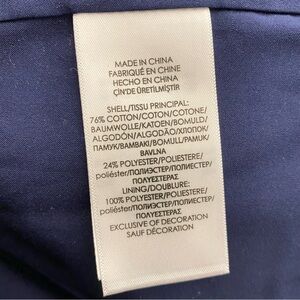 MADE IN CHINA
FABRIQUÉ EN CHINE
HECHO EN CHINA
ÇİN'DE ÜRETİLMİŞTİR
SHELL/TISSU PRINCIPAL:
76% COTTON/COTON/COTONE/
BAUMWOLLE/KATOEN/BOMULD/
ALGODÓN/ALGODÃO/ХЛОПОК/
ПАМУК/BAMBAKI/BOMULL/PAMUK/
BAVLNA
24% POLYESTER/POLIESTERE/
poliéster/ПОЛИЭСТЕР/ПОЛИЕСТЕР/
ΠΟΛΥΕΣΤΕΡΑΣ
LINING/DOUBLURE:
100% POLYESTER/POLIESTERE/
poliéster/ПОЛИЭСТЕР/ПОЛИЕСТЕР/
ΠΟΛΥΕΣΤΕΡΑΣ
EXCLUSIVE OF DECORATION
SAUF DÉCORATION